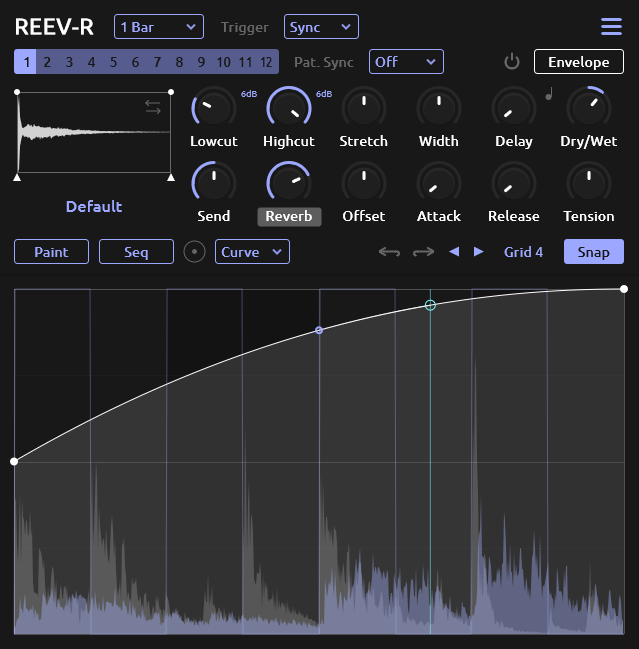 REEV-R 1 Bar Trigger Sync
1 2 3 4 5 6 7 8 9 10 11 12 Pat. Sync Off Envelope
6dB 6dB
Lowcut Highcut Stretch Width Delay Dry/Wet
Default
Send Reverb Offset Attack Release Tension
Paint Seq Curve Grid 4 Snap